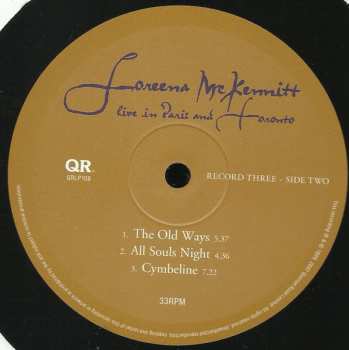 Loreena McKennitt
live in Paris and Toronto
QR
QRLP108
RECORD THREE - SIDE TWO
1. The Old Ways 5.37
2. All Souls Night 4.36
3. Cymbeline 7.22
33RPM